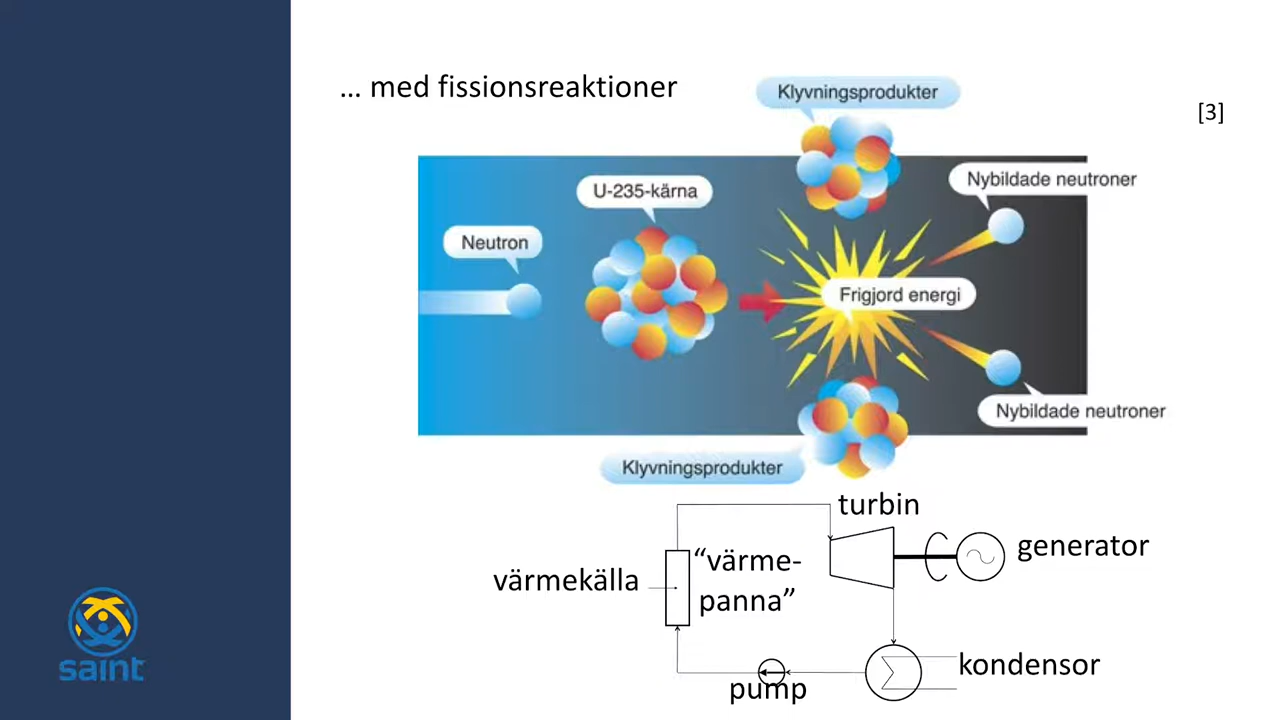 … med fissionsreaktioner
Klyvningsprodukter
[3]
Nybildade neutroner
U-235-kärna
Neutron
Frigjord energi
Nybildade neutroner
Klyvningsprodukter
turbin
generator
värmekälla
“värme-
panna”
kondensor
pump
saint